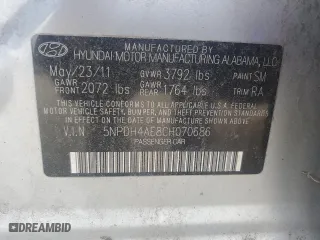 MANUFACTURED BY
HYUNDAI MOTOR MANUFACTURING ALABAMA, LLC
May/23/11 GVWR 3792 lbs PAINT SM
GAWR FRONT 2072 lbs GAWR REAR 1764 lbs TRIM RA
THIS VEHICLE CONFORMS TO ALL APPLICABLE FEDERAL
MOTOR VEHICLE SAFETY, BUMPER, AND THEFT PREVENTION
STANDARDS IN EFFECT ON THE DATE OF MANUFACTURE
SHOWN ABOVE.
V.I.N 5NPDH4AE8CH070686
PASSENGER CAR